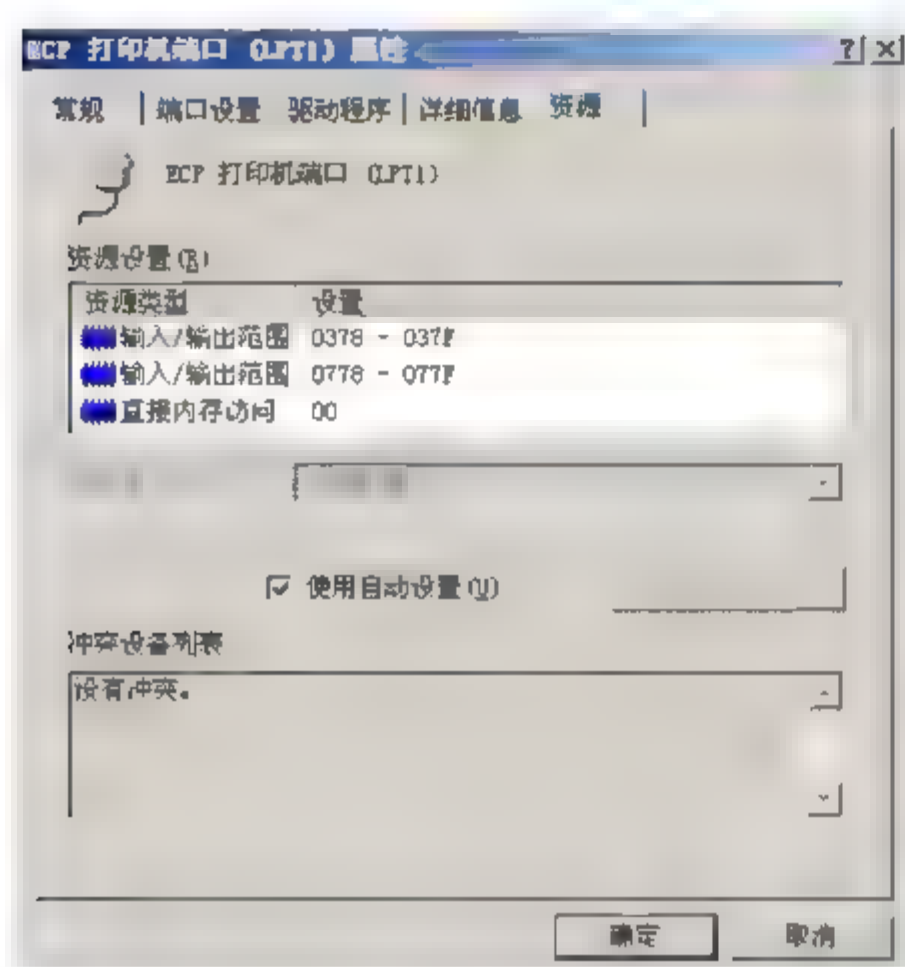 ECP 打印机端口 (LPT1) 属性
常规 端口设置 驱动程序 详细信息 资源
ECP 打印机端口 (LPT1)
资源设置(R)
资源类型 设置
输入/输出范围 0378 - 037F
输入/输出范围 0778 - 077F
直接内存访问 00
使用自动设置(U)
冲突设备列表
没有冲突。
确定 取消